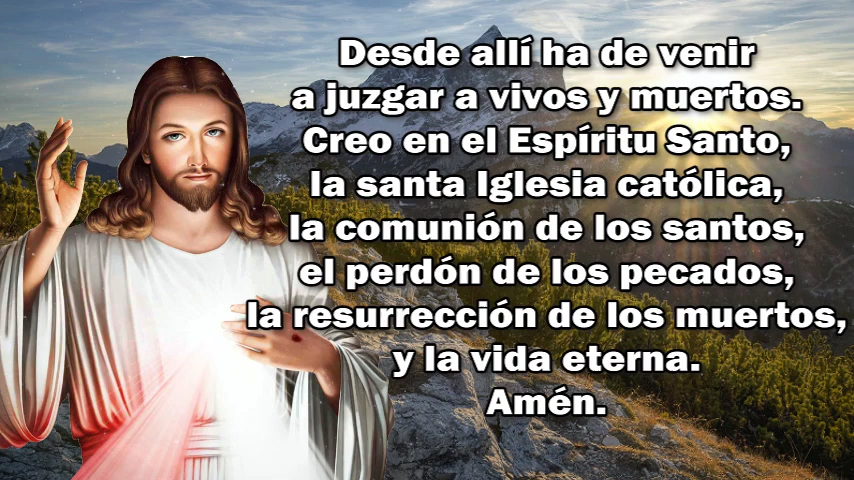 Desde allí ha de venir
a juzgar a vivos y muertos.
Creo en el Espíritu Santo,
la santa Iglesia católica,
la comunión de los santos,
el perdón de los pecados,
la resurrección de los muertos,
y la vida eterna.
Amén.